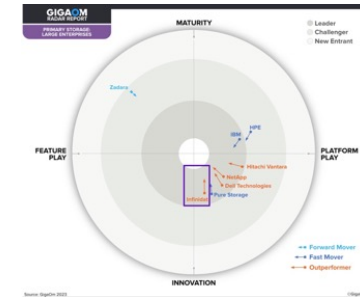 GIGAOM
RADAR REPORT
PRIMARY STORAGE:
LARGE ENTERPRISES
MATURITY
Leader
Challenger
New Entrant
Zadara
HPE
IBM
FEATURE
PLAY
PLATFORM
PLAY
Hitachi Vantara
NetApp
Dell Technologies
Pure Storage
Infinidat
Forward Mover
Fast Mover
Outperformer
INNOVATION
Source: GigaOm 2023